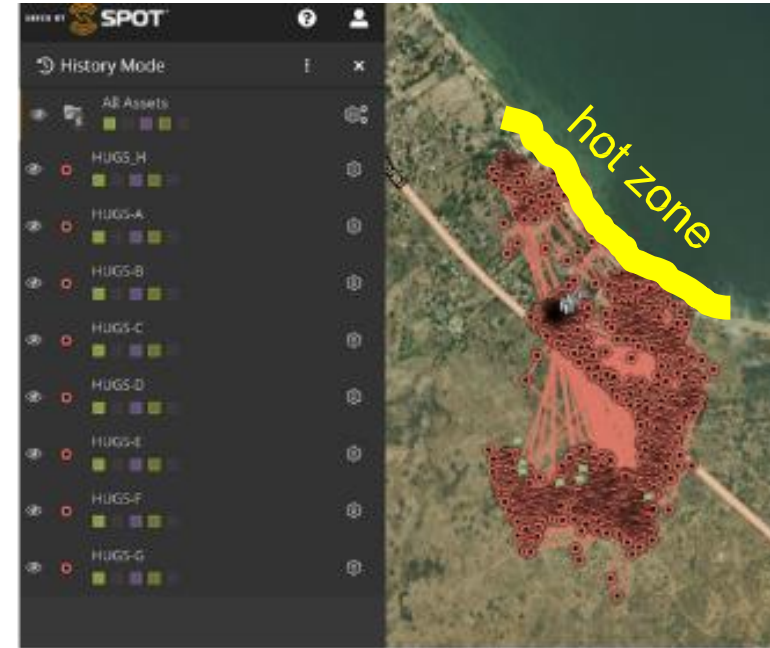 SPOT
History Mode
All Assets
HUGS_H
HUGS-A
HUGS-B
HUGS-C
HUGS-D
HUGS-E
HUGS-F
HUGS-G
hot zone